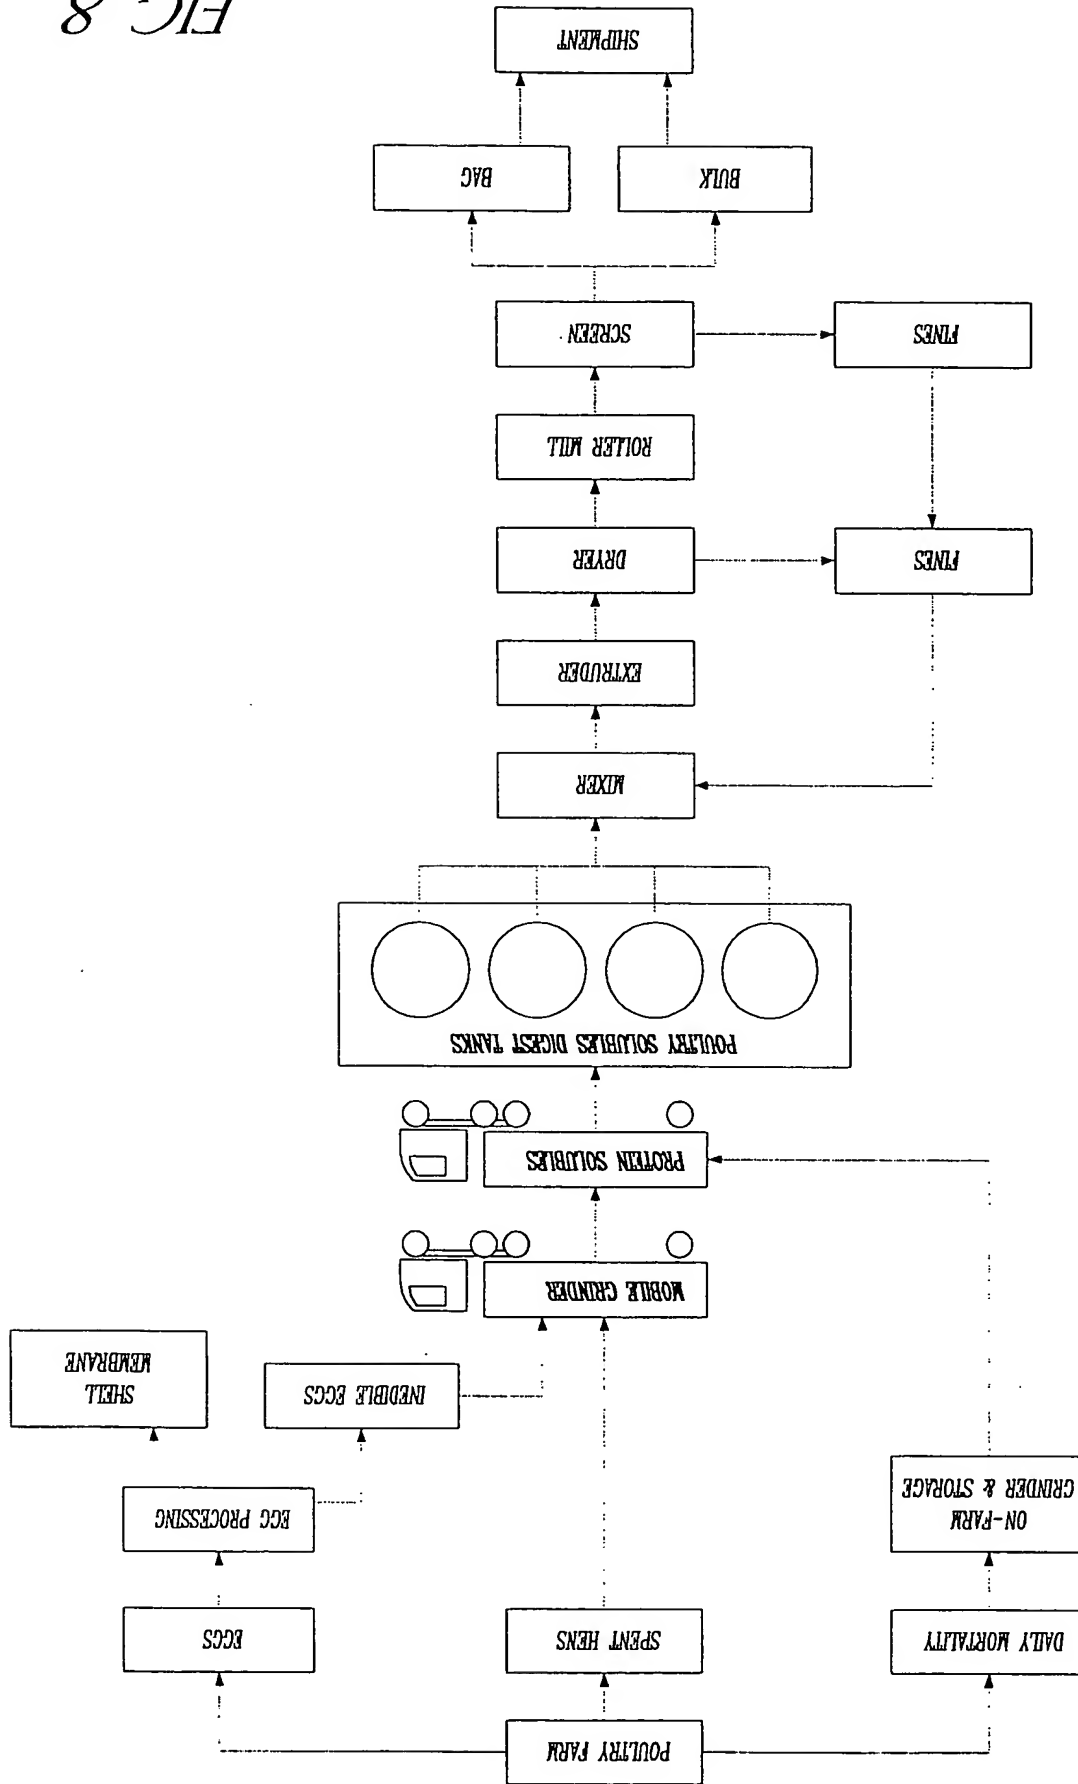 POULTRY FARM
DAILY MORTALITY
SPENT HENS
EGGS
ON-FARM
GRINDER & STORAGE
EGG PROCESSING
INEDIBLE EGGS
SHELL
MEMBRANE
MOBILE GRINDER
PROTEIN SOLUBLES
POULTRY SOLUBLES DIGEST TANKS
MIXER
EXTRUDER
FINES
DRYER
ROLLER MILL
FINES
SCREEN
BULK
BAG
SHIPMENT
FIG. 8